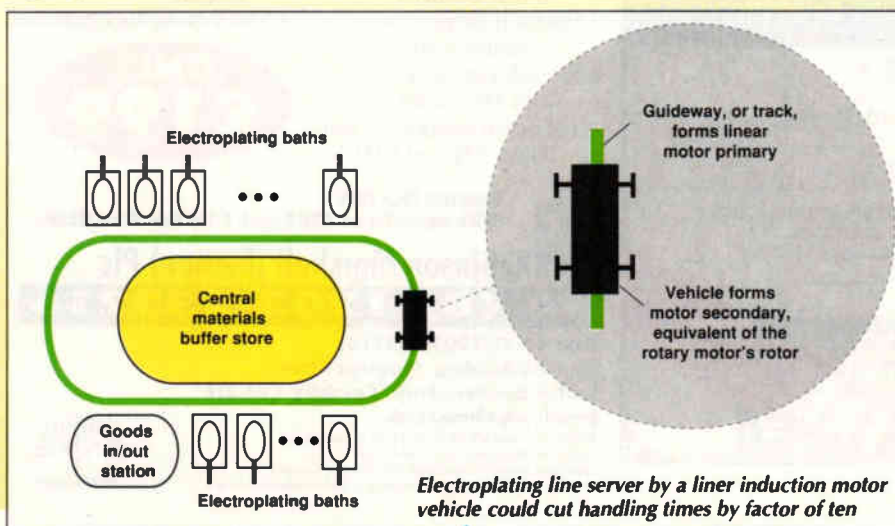 Electroplating baths
Guideway, or track,
forms linear
motor primary
Central
materials
buffer store
Vehicle forms
motor secondary,
equivalent of the
rotary motor's rotor
Goods
in/out
station
Electroplating baths
Electroplating line server by a liner induction motor
vehicle could cut handling times by factor of ten